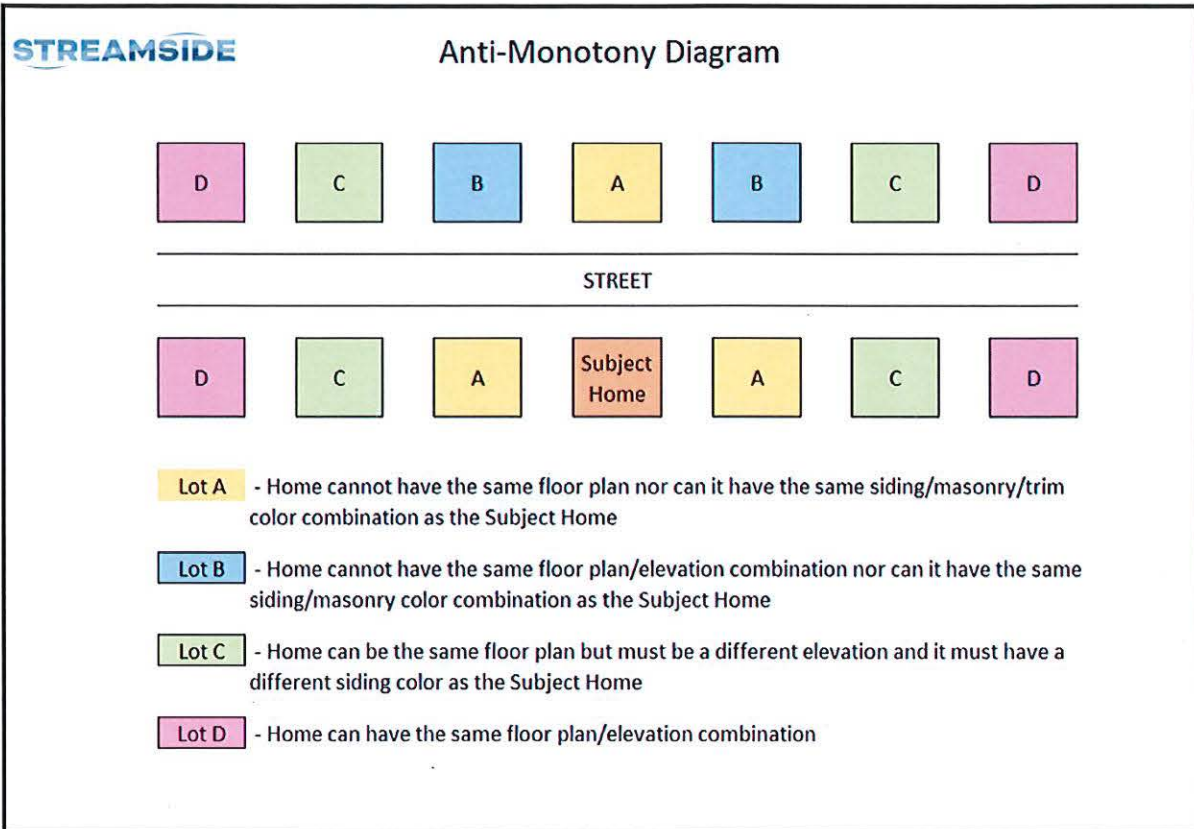 STREAMSIDE
Anti-Monotony Diagram
D C B A B C D
STREET
D C A Subject Home A C D
Lot A - Home cannot have the same floor plan nor can it have the same siding/masonry/trim
color combination as the Subject Home
Lot B - Home cannot have the same floor plan/elevation combination nor can it have the same
siding/masonry color combination as the Subject Home
Lot C - Home can be the same floor plan but must be a different elevation and it must have a
different siding color as the Subject Home
Lot D - Home can have the same floor plan/elevation combination